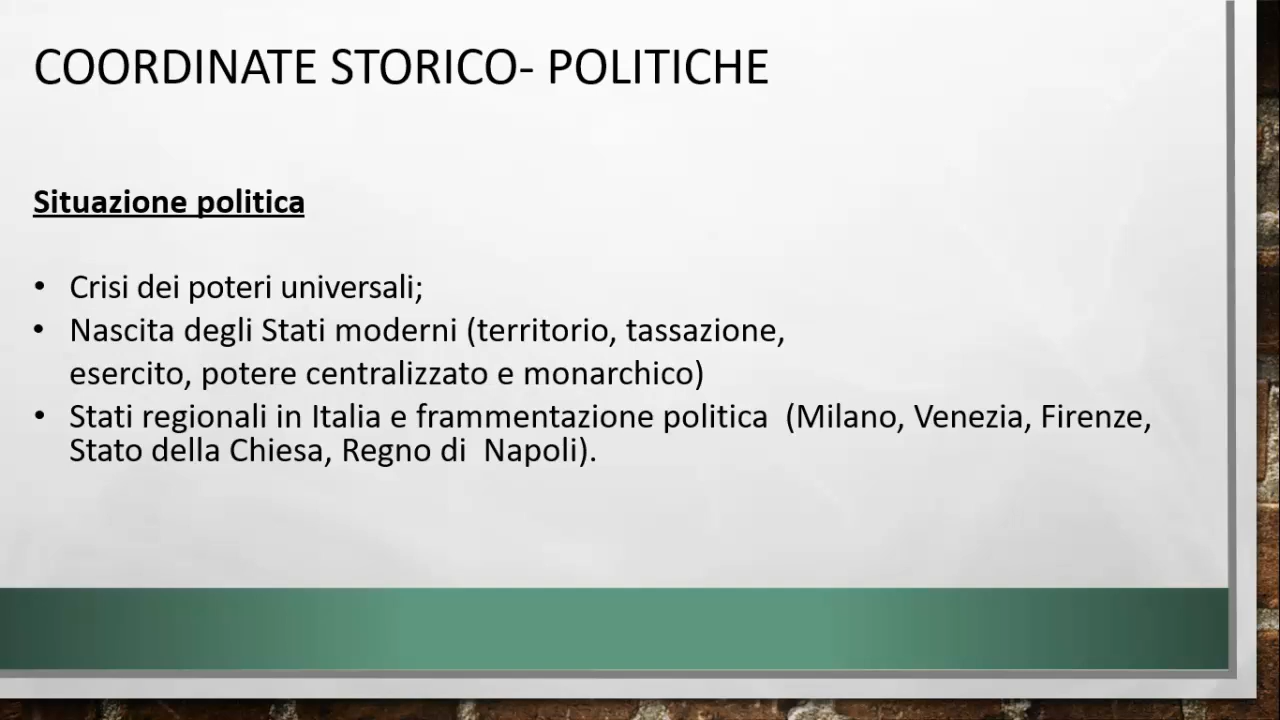 COORDINATE STORICO- POLITICHE
Situazione politica
• Crisi dei poteri universali;
• Nascita degli Stati moderni (territorio, tassazione,
esercito, potere centralizzato e monarchico)
• Stati regionali in Italia e frammentazione politica  (Milano, Venezia, Firenze,
Stato della Chiesa, Regno di  Napoli).